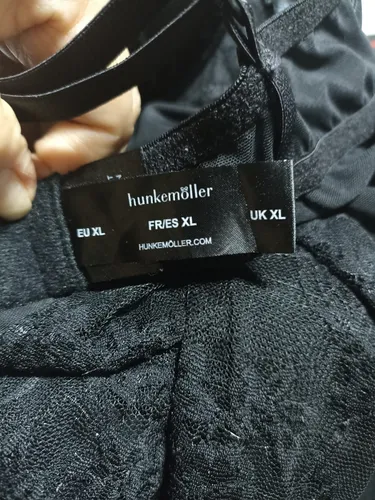 hunkemöller
EU XL
FR/ES XL
UK XL
HUNKEMÖLLER.COM